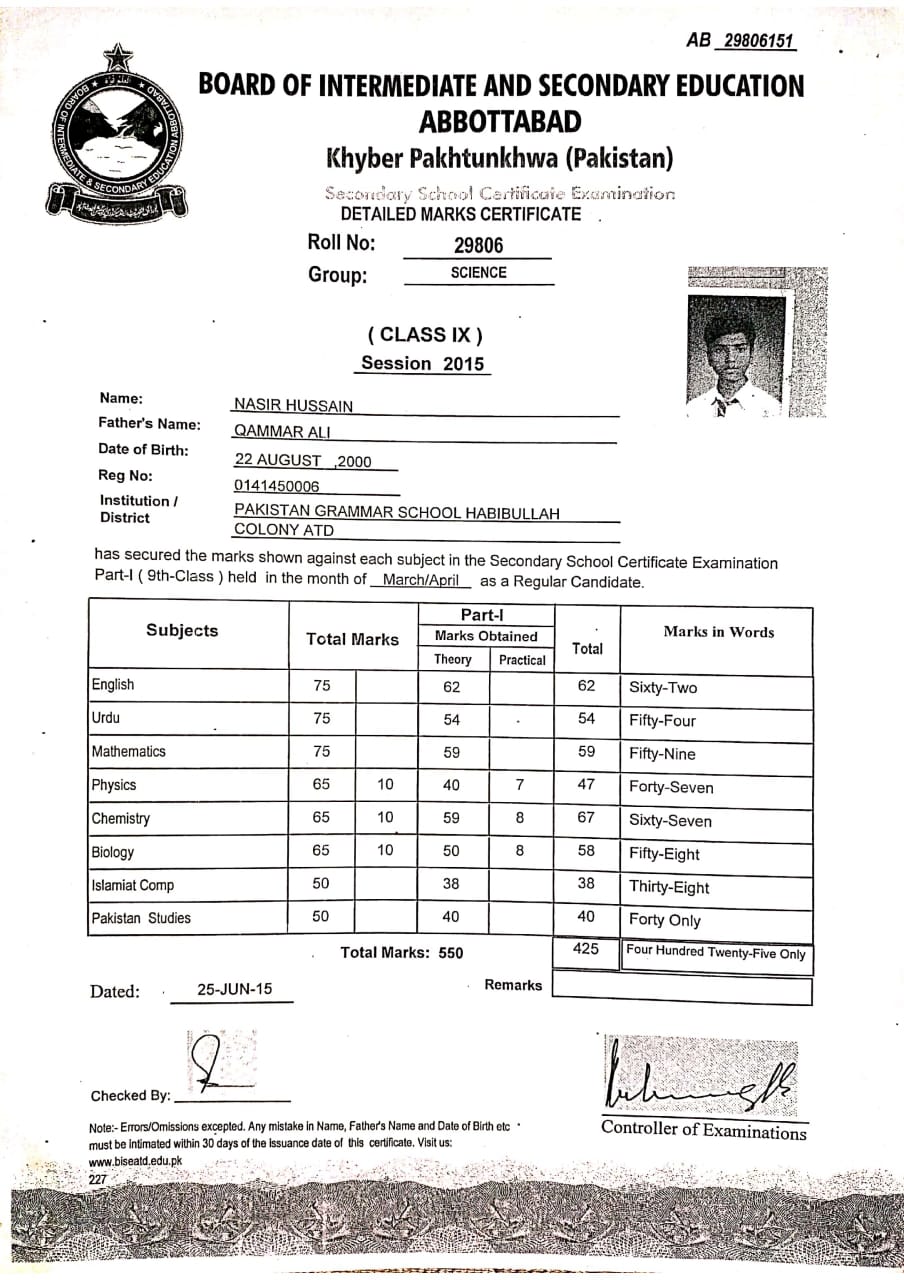 AB 29806151
BOARD OF INTERMEDIATE AND SECONDARY EDUCATION
ABBOTTABAD
Khyber Pakhtunkhwa (Pakistan)
BOARD OF INTERMEDIATE & SECONDARY EDUCATION ABBOTTABAD
Secondary School Certificate Examination
DETAILED MARKS CERTIFICATE
Roll No: 29806
Group: SCIENCE
( CLASS IX )
Session 2015
Name: NASIR HUSSAIN
Father's Name: QAMMAR ALI
Date of Birth: 22 AUGUST ,2000
Reg No: 0141450006
Institution / PAKISTAN GRAMMAR SCHOOL HABIBULLAH
District COLONY ATD
has secured the marks shown against each subject in the Secondary School Certificate Examination
Part-I ( 9th-Class ) held in the month of March/April as a Regular Candidate.
Subjects Total Marks Part-I Total Marks in Words
Marks Obtained
Theory Practical
English 75 62 62 Sixty-Two
Urdu 75 54 54 Fifty-Four
Mathematics 75 59 59 Fifty-Nine
Physics 65 10 40 7 47 Forty-Seven
Chemistry 65 10 59 8 67 Sixty-Seven
Biology 65 10 50 8 58 Fifty-Eight
Islamiat Comp 50 38 38 Thirty-Eight
Pakistan Studies 50 40 40 Forty Only
Total Marks: 550 425 Four Hundred Twenty-Five Only
Remarks
Dated: 25-JUN-15
Checked By:
Controller of Examinations
Note:- Errors/Omissions excepted. Any mistake in Name, Father's Name and Date of Birth etc
must be intimated within 30 days of the issuance date of this certificate. Visit us:
www.biseatd.edu.pk
227